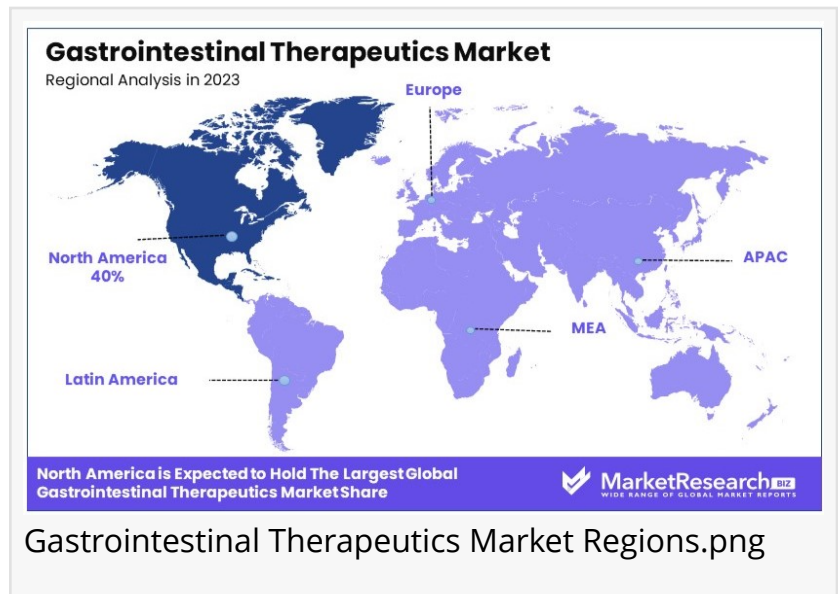 Gastrointestinal Therapeutics Market
Regional Analysis in 2023
Europe
North America
40%
APAC
MEA
Latin America
North America is Expected to Hold The Largest Global
Gastrointestinal Therapeutics Market Share
MarketResearch BIZ
WIDE RANGE OF GLOBAL MARKET REPORTS
Gastrointestinal Therapeutics Market Regions.png